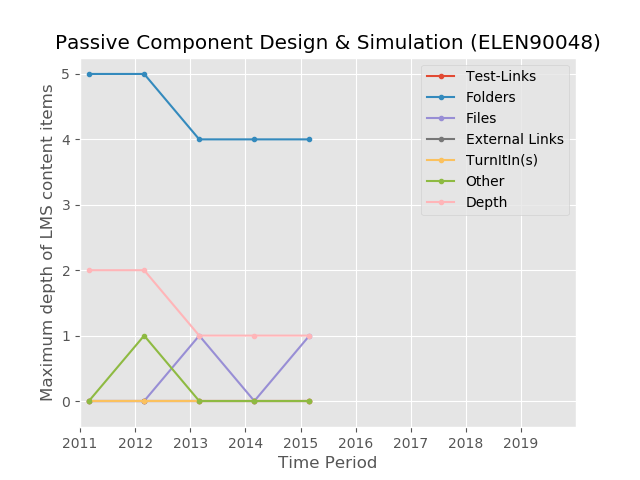 Passive Component Design & Simulation (ELEN90048)
Maximum depth of LMS content items
5
4
3
2
1
0
Test-Links
Folders
Files
External Links
TurnItIn(s)
Other
Depth
2011 2012 2013 2014 2015 2016 2017 2018 2019
Time Period